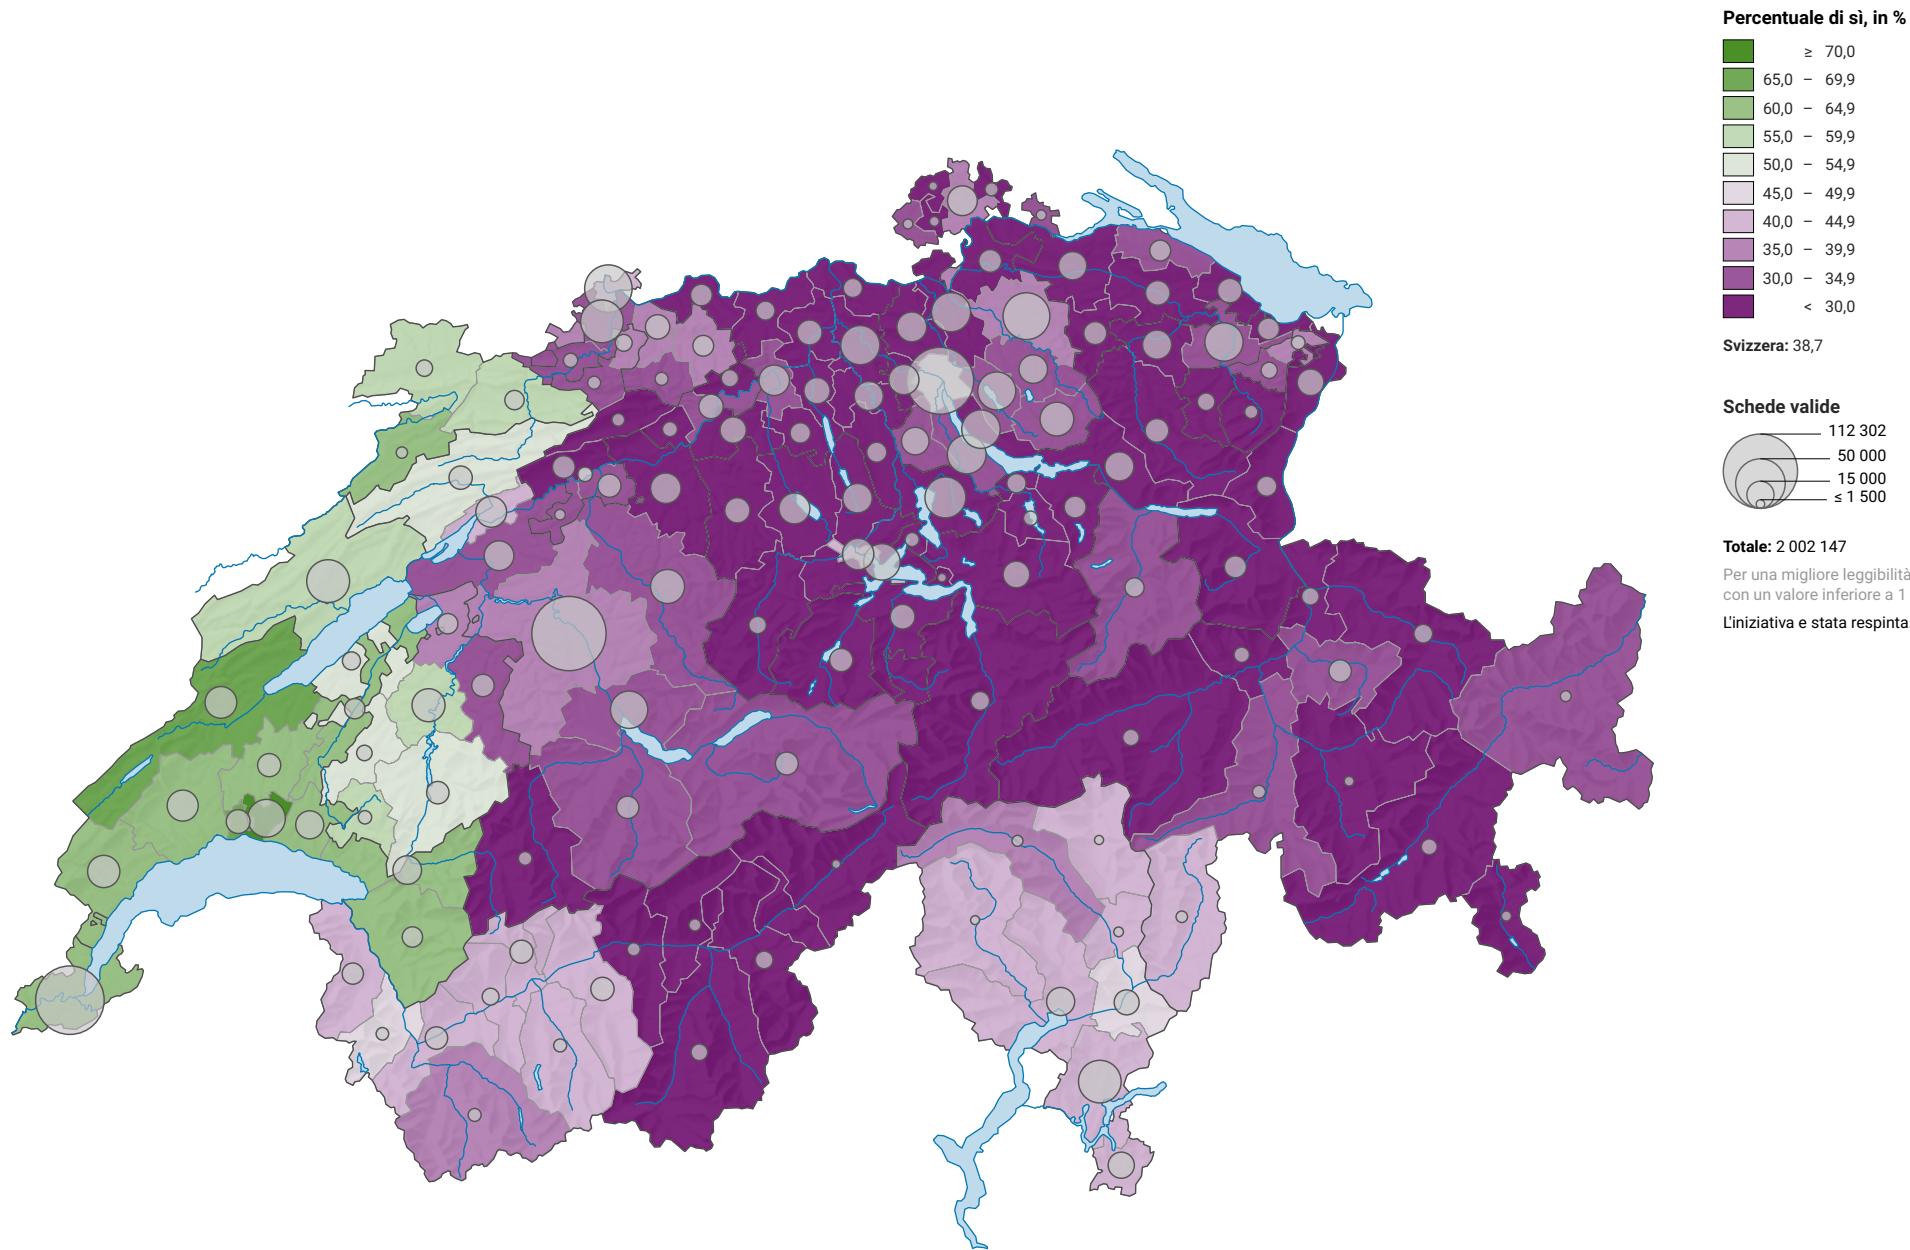 Percentuale di sì, in %
≥ 70,0
65,0 – 69,9
60,0 – 64,9
55,0 – 59,9
50,0 – 54,9
45,0 – 49,9
40,0 – 44,9
35,0 – 39,9
30,0 – 34,9
< 30,0
Svizzera: 38,7
Schede valide
112 302
50 000
15 000
≤ 1 500
Totale: 2 002 147
Per una migliore leggibilità
con un valore inferiore a 1
L'iniziativa e stata respinta